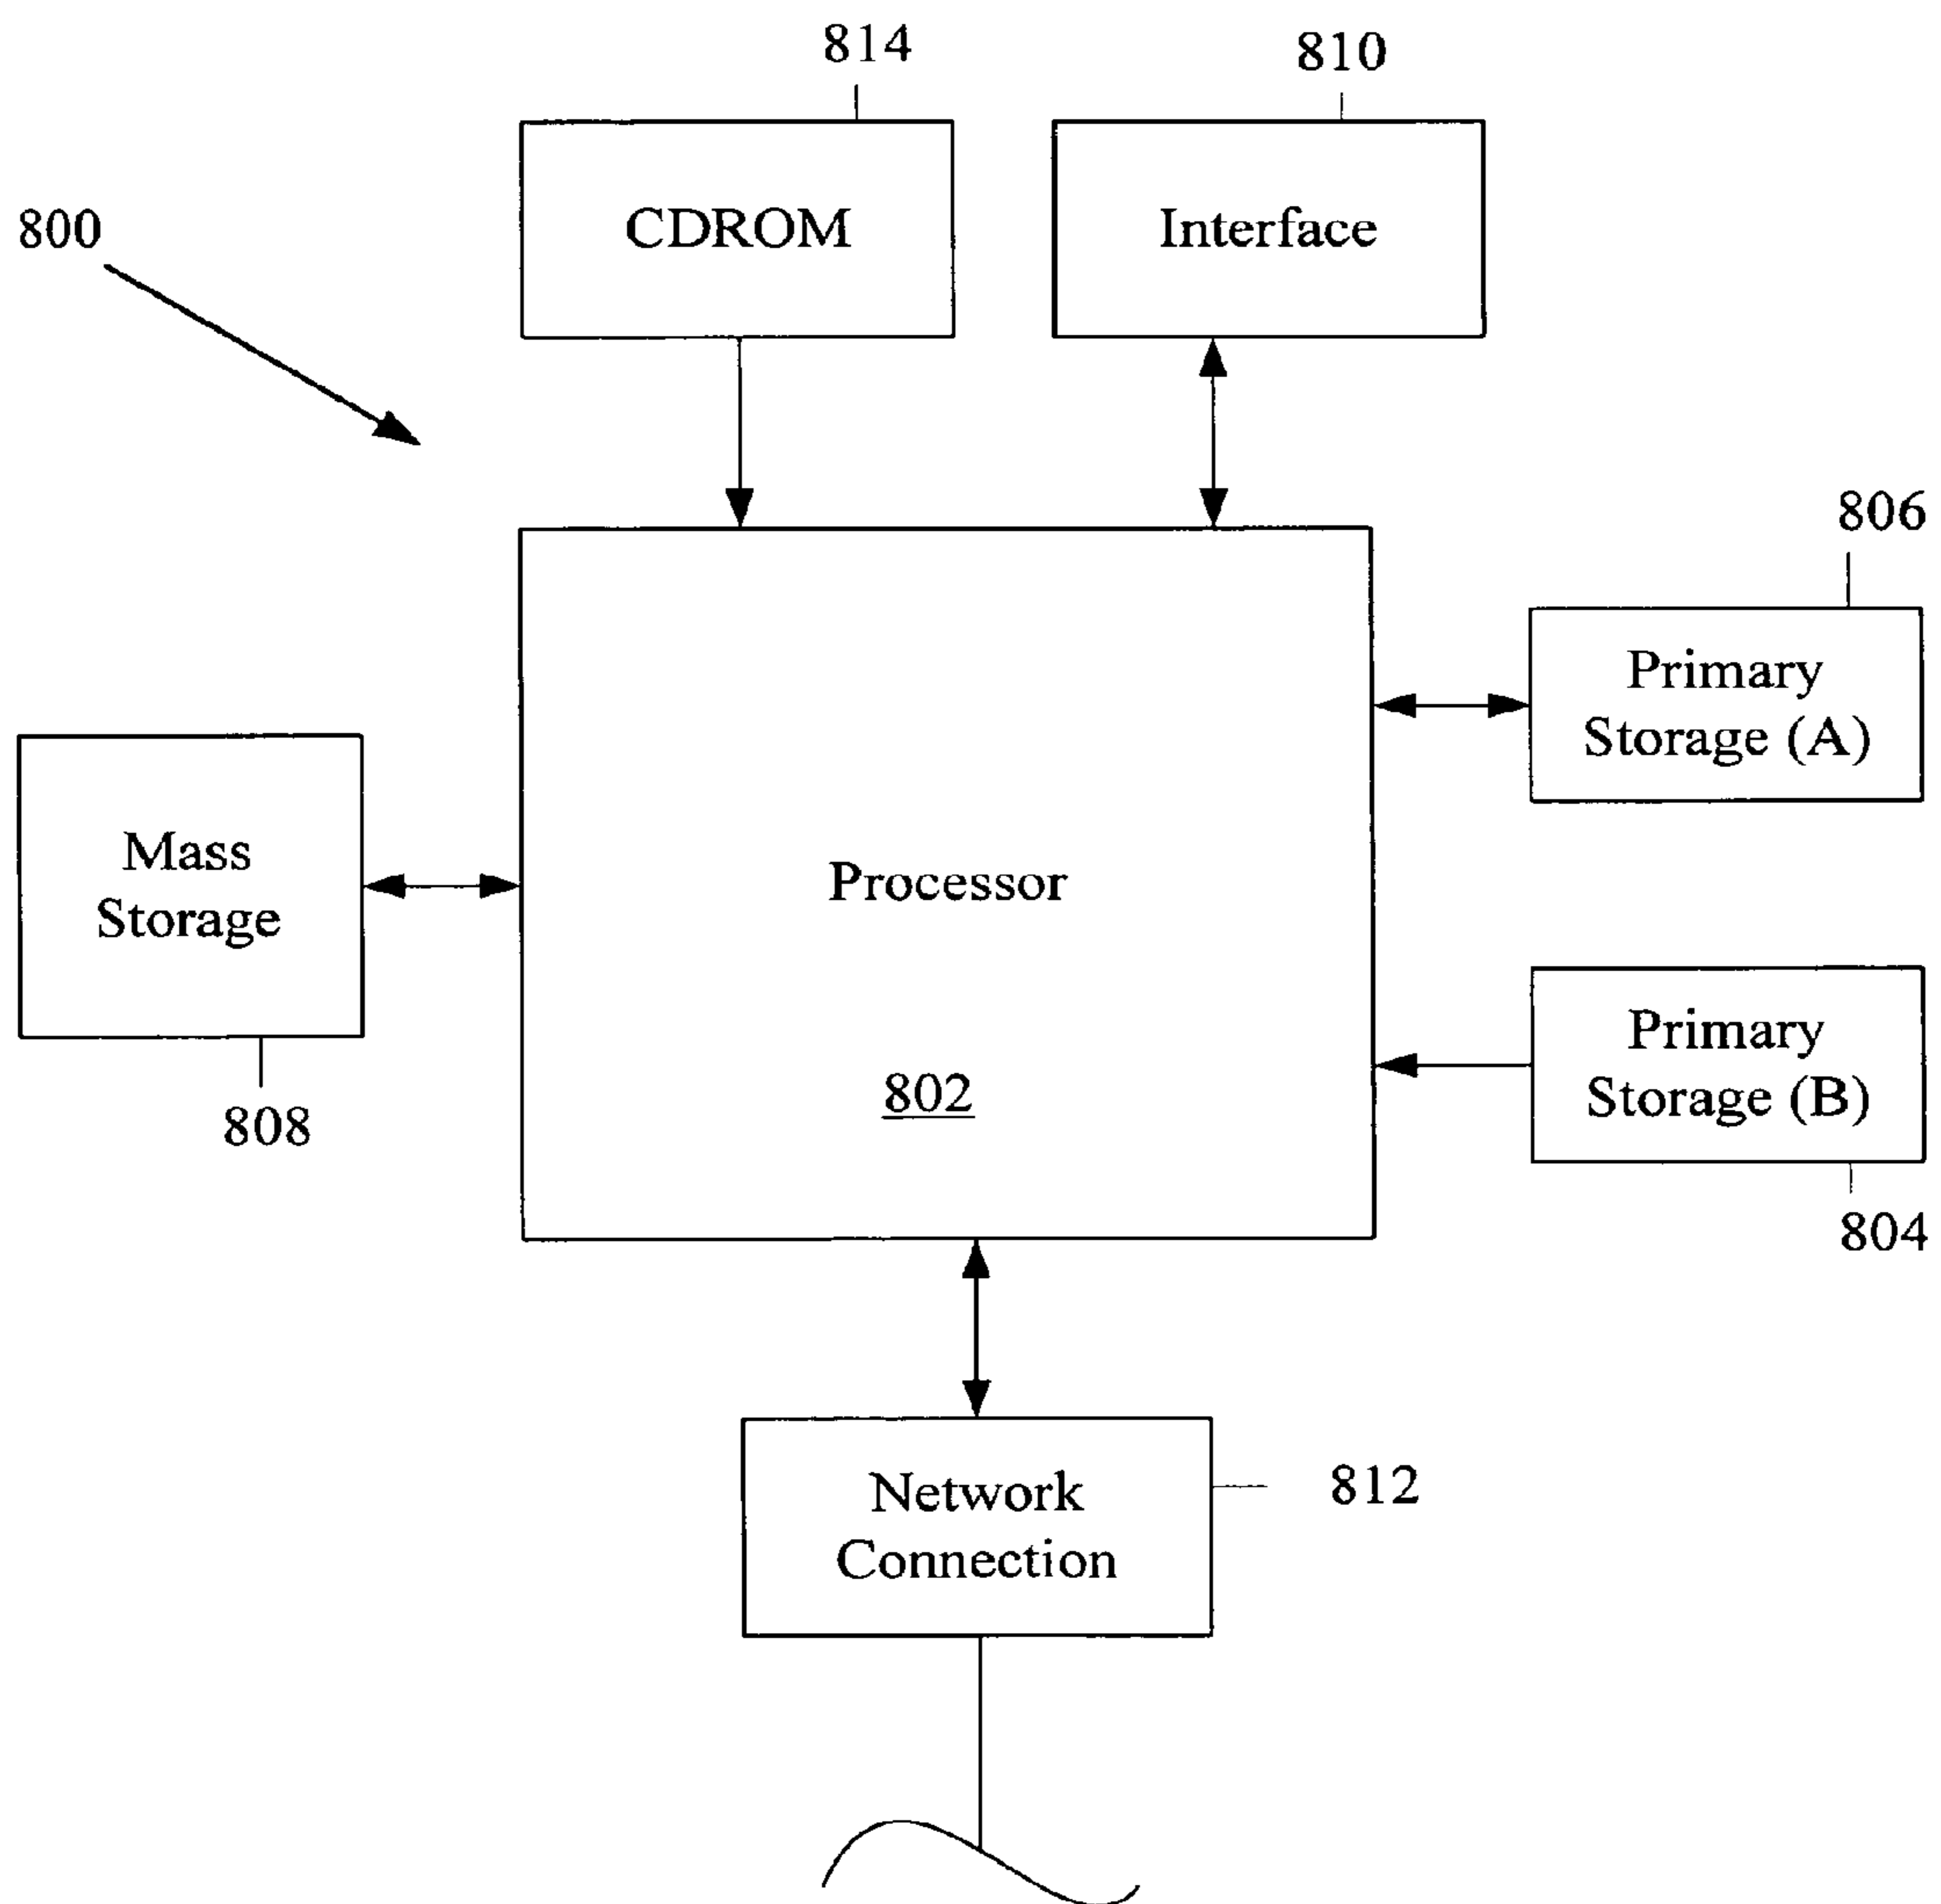 814
810
800
CDROM
Interface
806
Primary
Storage (A)
Mass
Storage
Processor
802
808
Primary
Storage (B)
804
Network
Connection
812